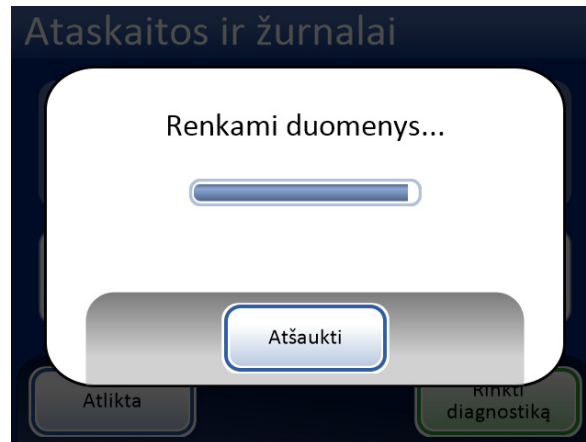 Ataskaitos ir žurnalai
Renkami duomenys...
Atšaukti
Atlikta
Rinkti
diagnostiką